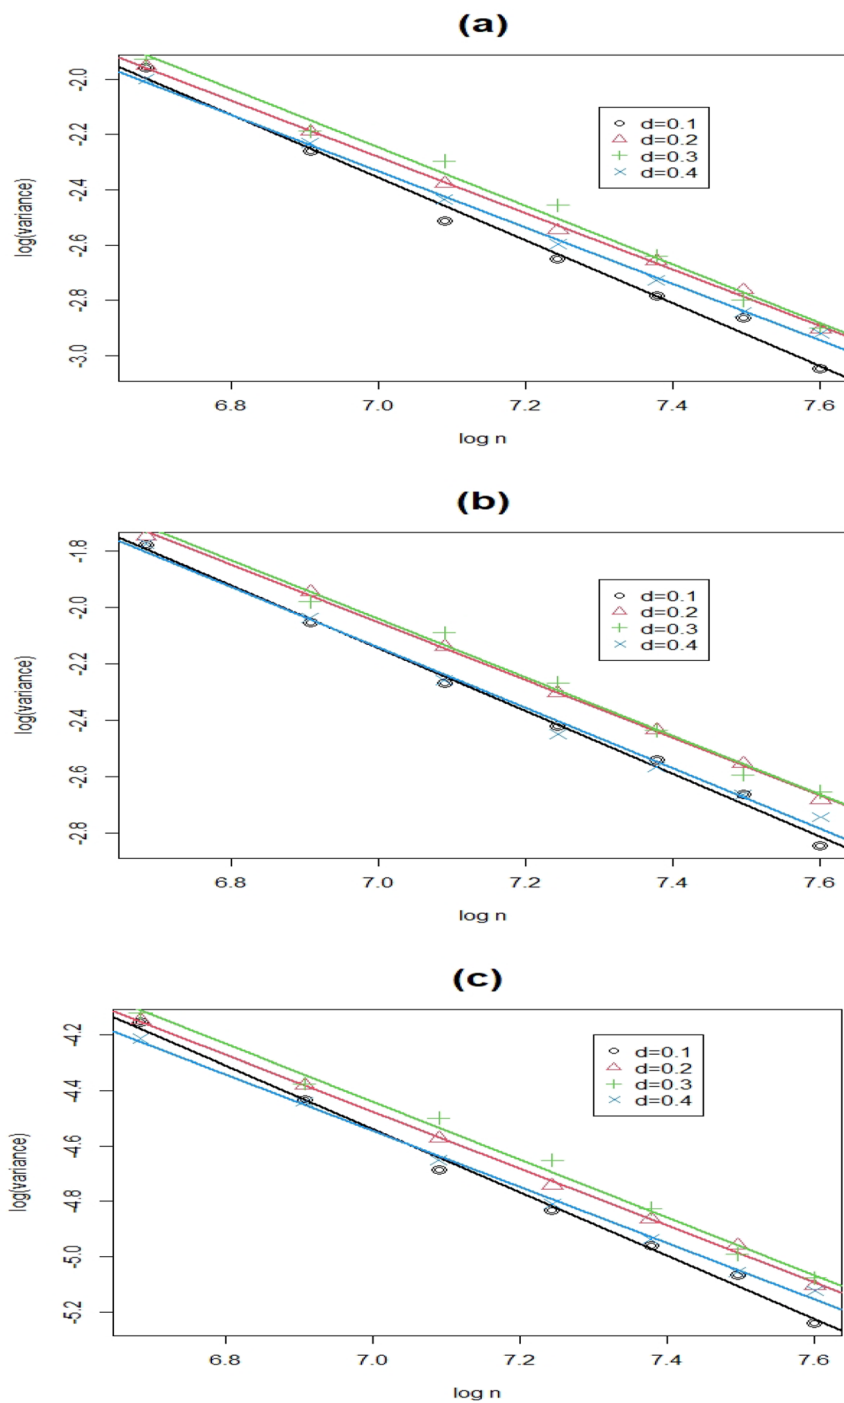 (a)
-2.0
-2.2
-2.4
-2.6
-2.8
-3.0
log(variance)
d=0.1
d=0.2
d=0.3
d=0.4
6.8 7.0 7.2 7.4 7.6
log n
(b)
-1.8
-2.0
-2.2
-2.4
-2.6
-2.8
log(variance)
d=0.1
d=0.2
d=0.3
d=0.4
6.8 7.0 7.2 7.4 7.6
log n
(c)
-4.2
-4.4
-4.6
-4.8
-5.0
-5.2
log(variance)
d=0.1
d=0.2
d=0.3
d=0.4
6.8 7.0 7.2 7.4 7.6
log n